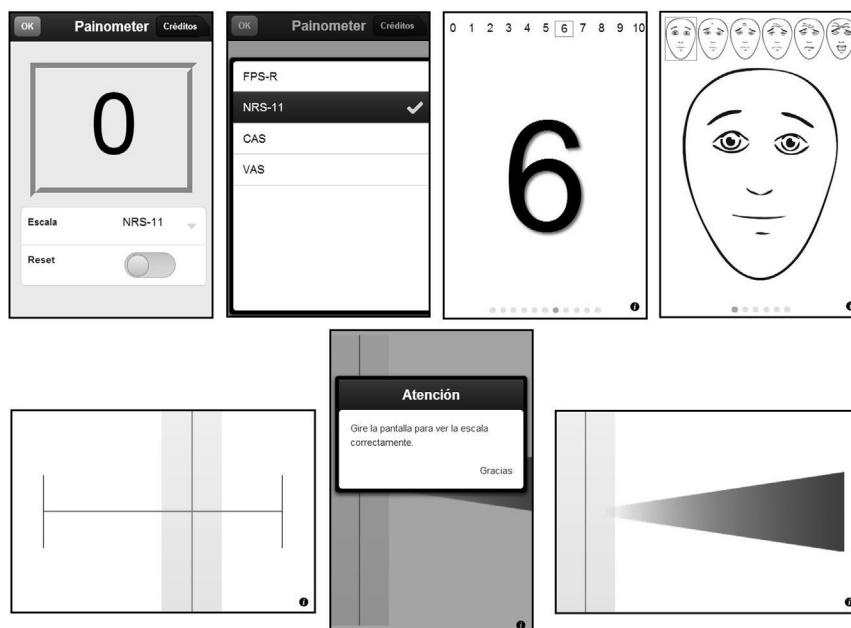 OK Painometer Créditos
0
Escala NRS-11
Reset
OK Painometer Créditos
FPS-R
NRS-11
CAS
VAS
0 1 2 3 4 5 6 7 8 9 10
6
i
i
i
Atención
Gire la pantalla para ver la escala
correctamente.
Gracias
i
i